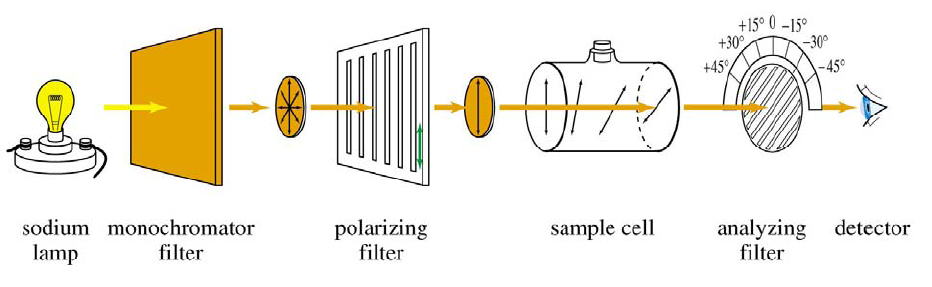 +15° 0 -15°
+30° -30°
+45° -45°
sodium lamp
monochromator filter
polarizing filter
sample cell
analyzing filter
detector